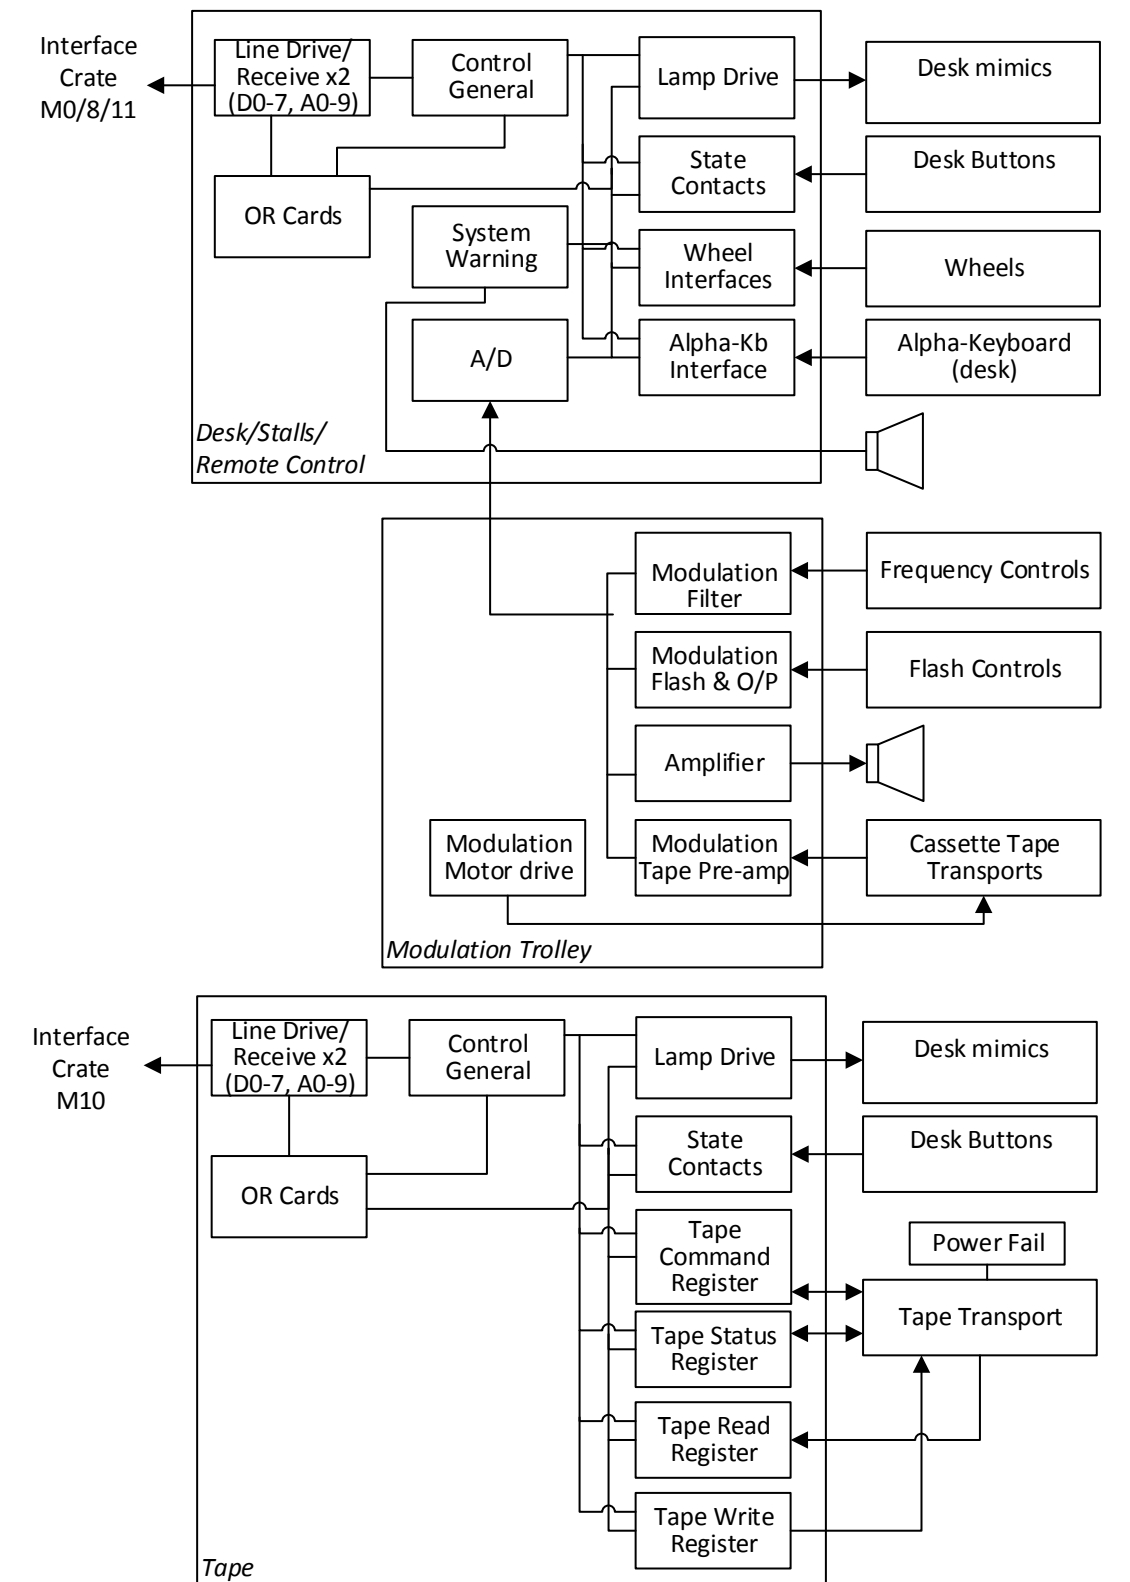 Interface
Crate
M0/8/11
Line Drive/
Receive x2
(D0-7, A0-9)
Control
General
Lamp Drive
Desk mimics
OR Cards
State
Contacts
Desk Buttons
System
Warning
Wheel
Interfaces
Wheels
A/D
Alpha-Kb
Interface
Alpha-Keyboard
(desk)
Desk/Stalls/
Remote Control
Modulation
Filter
Frequency Controls
Modulation
Flash & O/P
Flash Controls
Amplifier
Modulation
Motor drive
Modulation
Tape Pre-amp
Cassette Tape
Transports
Modulation Trolley
Interface
Crate
M10
Line Drive/
Receive x2
(D0-7, A0-9)
Control
General
Lamp Drive
Desk mimics
OR Cards
State
Contacts
Desk Buttons
Tape
Command
Register
Power Fail
Tape Transport
Tape Status
Register
Tape Read
Register
Tape Write
Register
Tape